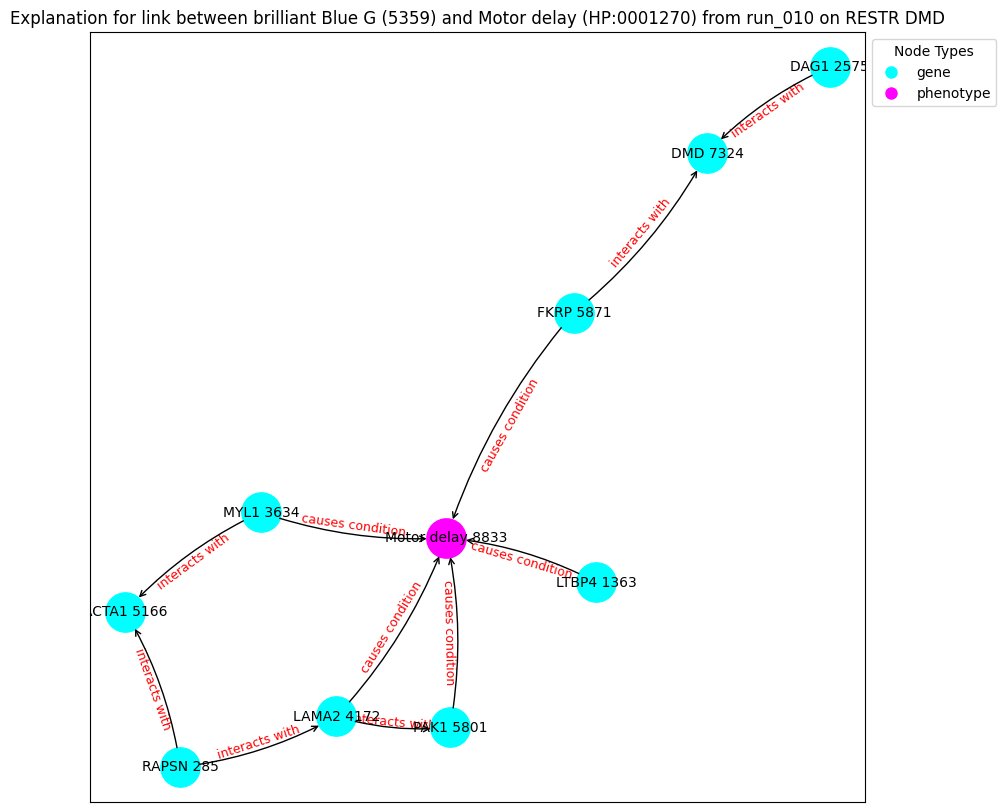 Explanation for link between brilliant Blue G (5359) and Motor delay (HP:0001270) from run_010 on RESTR DMD
Node Types
gene
phenotype
DAG1 2575
interacts with
DMD 7324
interacts with
FKRP 5871
causes condition
MYL1 3634
causes condition
Motor delay 8833
causes condition
LTBP4 1363
interacts with
ACTA1 5166
causes condition
causes condition
interacts with
LAMA2 4172
interacts with
PAK1 5801
interacts with
RAPSN 285